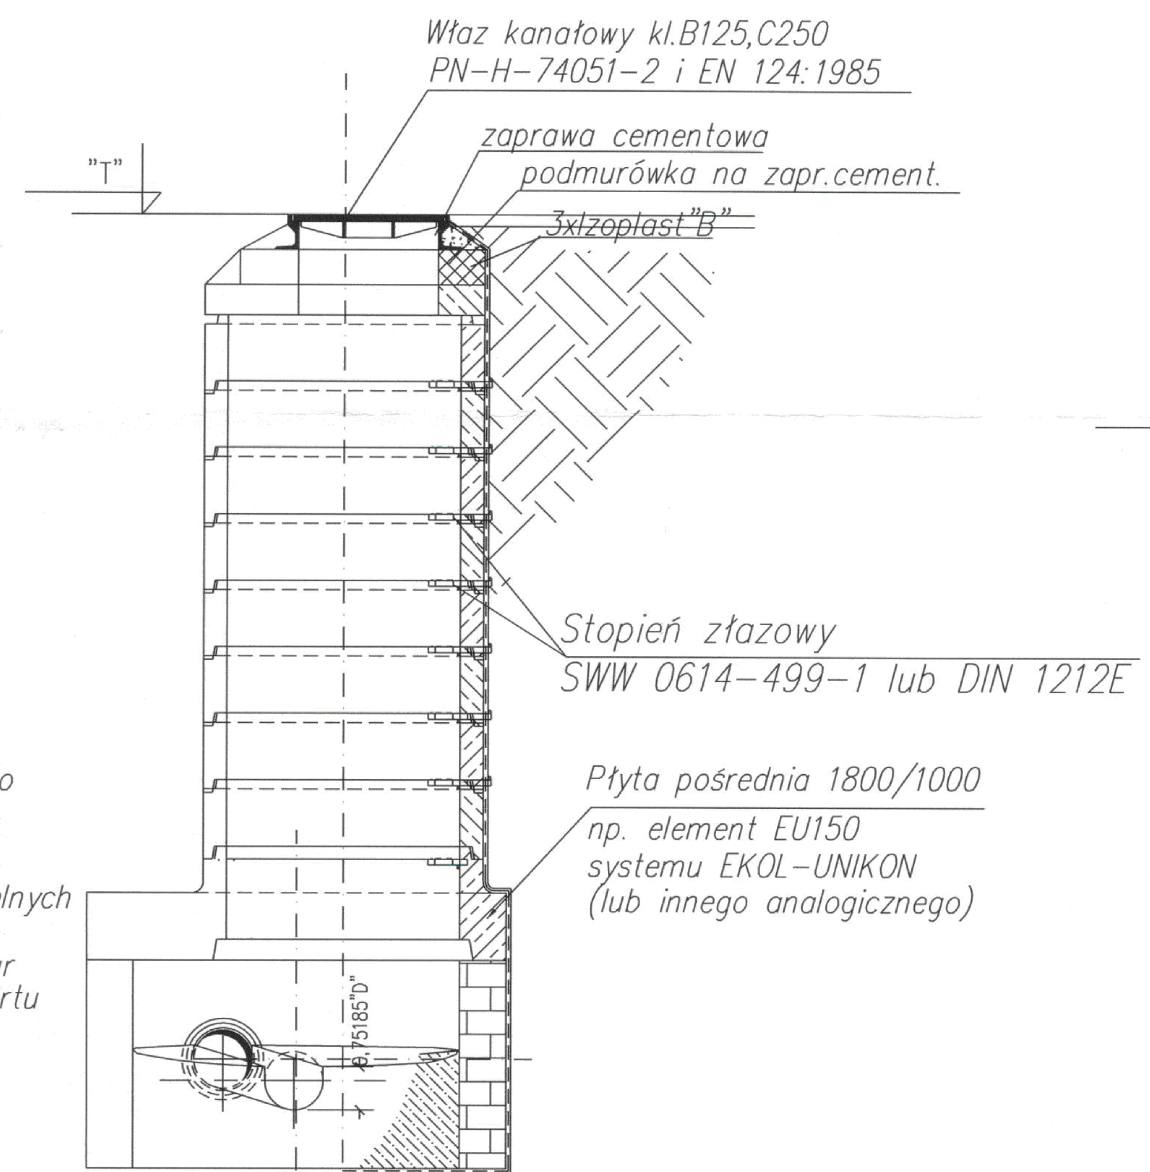 Właz kanałowy kl.B125,C250
PN-H-74051-2 i EN 124:1985
zaprawa cementowa
"T"
podmurówka na zapr.cement.
3xIzoplast"B"
Stopień złazowy
SWW 0614-499-1 lub DIN 1212E
Płyta pośrednia 1800/1000
np. element EU150
systemu EKOL-UNIKON
(lub innego analogicznego)
0,75185"D"